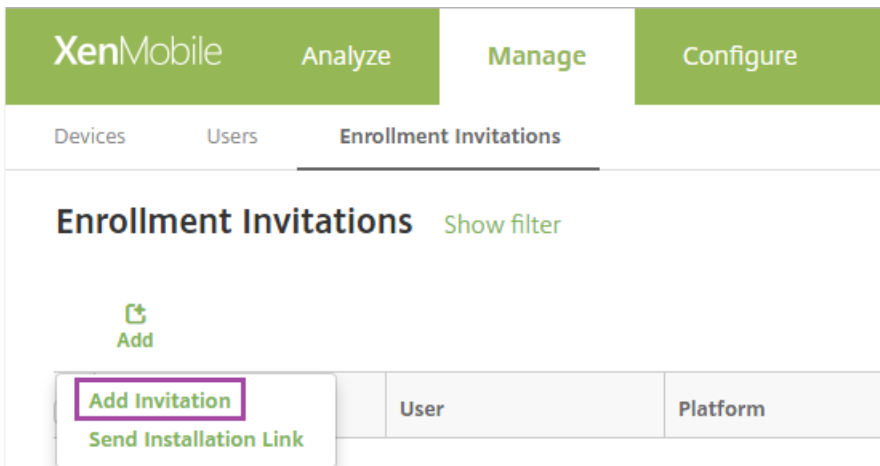 XenMobile Analyze Manage Configure
Devices Users Enrollment Invitations
Enrollment Invitations Show filter
Add
Add Invitation User Platform
Send Installation Link